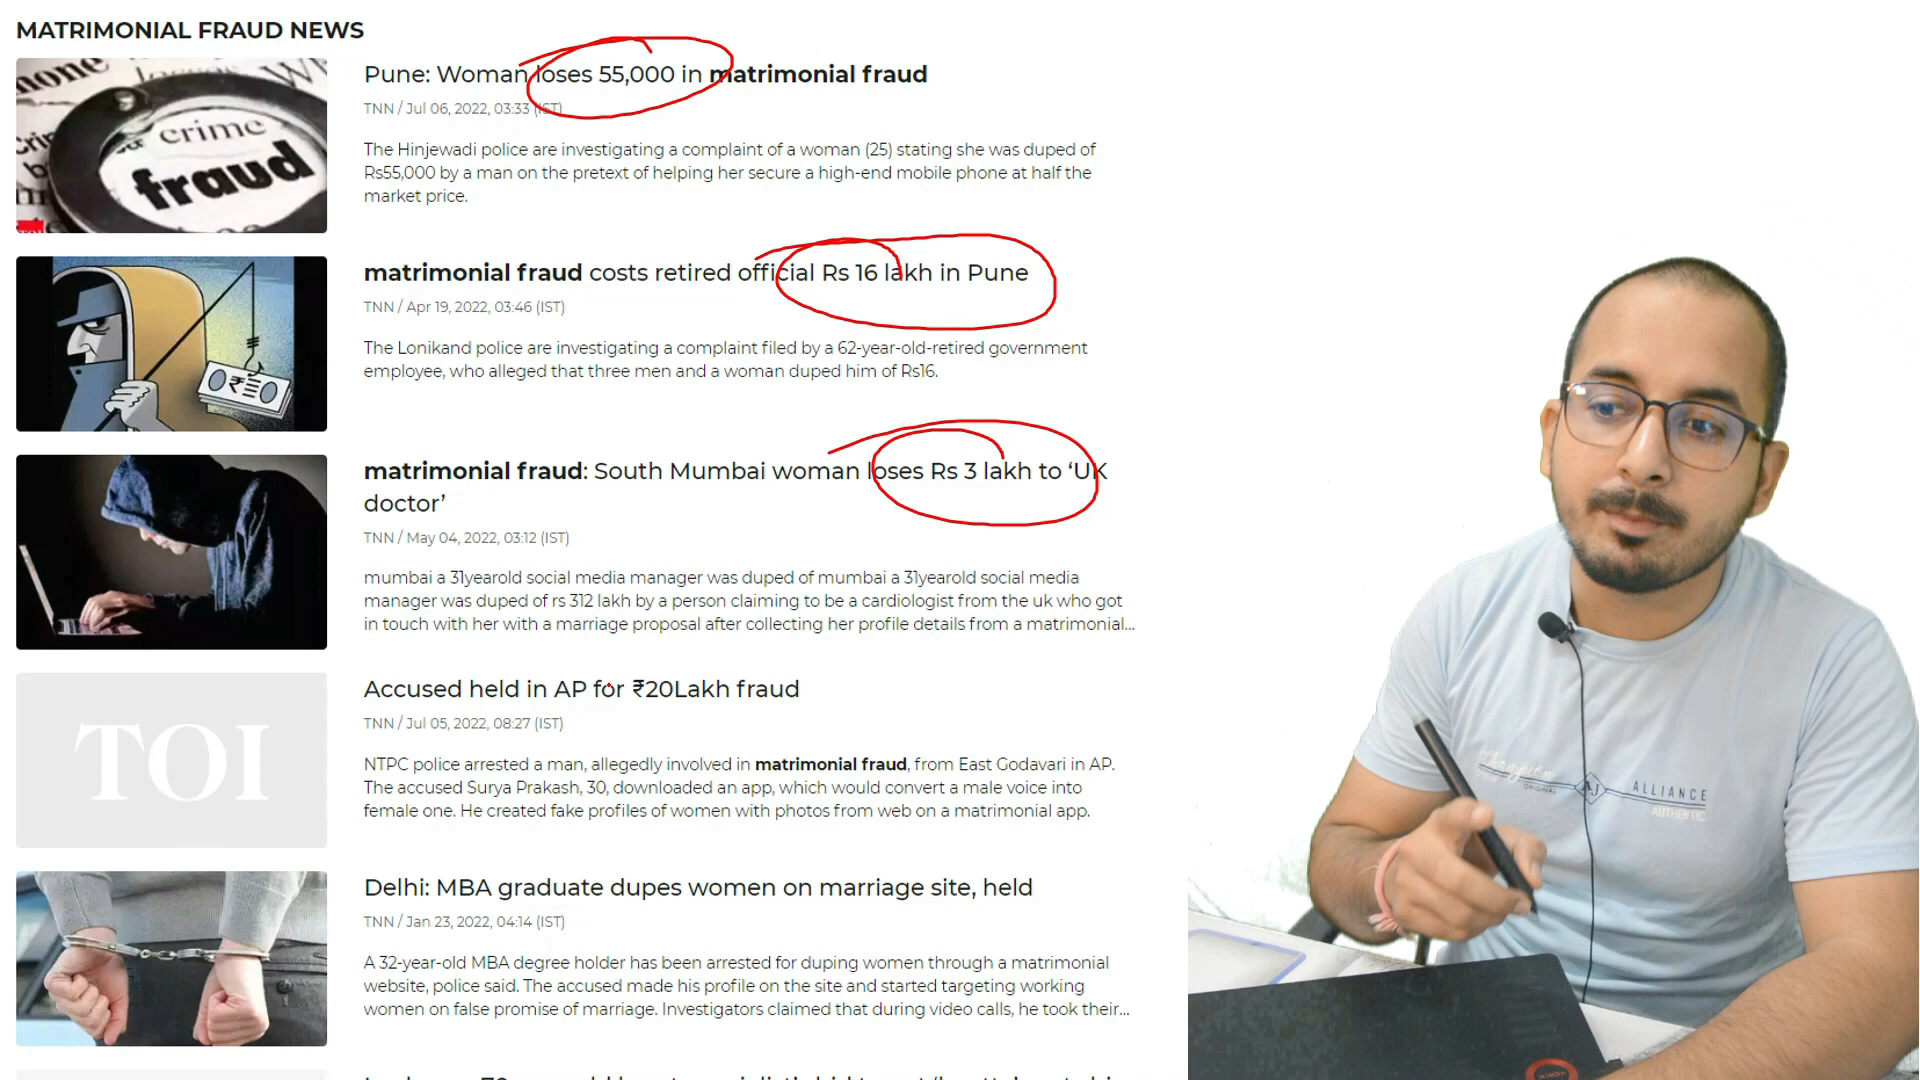 MATRIMONIAL FRAUD NEWS
crime
fraud
Pune: Woman loses 55,000 in matrimonial fraud
TNN / Jul 06, 2022, 03:33 (IST)
The Hinjewadi police are investigating a complaint of a woman (25) stating she was duped of
Rs55,000 by a man on the pretext of helping her secure a high-end mobile phone at half the
market price.
matrimonial fraud costs retired official Rs 16 lakh in Pune
TNN / Apr 19, 2022, 03:46 (IST)
The Lonikand police are investigating a complaint filed by a 62-year-old-retired government
employee, who alleged that three men and a woman duped him of Rs16.
₹
matrimonial fraud: South Mumbai woman loses Rs 3 lakh to ‘UK
doctor’
TNN / May 04, 2022, 03:12 (IST)
mumbai a 31yearold social media manager was duped of mumbai a 31yearold social media
manager was duped of rs 312 lakh by a person claiming to be a cardiologist from the uk who got
in touch with her with a marriage proposal after collecting her profile details from a matrimonial...
TOI
Accused held in AP for ₹20Lakh fraud
TNN / Jul 05, 2022, 08:27 (IST)
NTPC police arrested a man, allegedly involved in matrimonial fraud, from East Godavari in AP.
The accused Surya Prakash, 30, downloaded an app, which would convert a male voice into
female one. He created fake profiles of women with photos from web on a matrimonial app.
Delhi: MBA graduate dupes women on marriage site, held
TNN / Jan 23, 2022, 04:14 (IST)
A 32-year-old MBA degree holder has been arrested for duping women through a matrimonial
website, police said. The accused made his profile on the site and started targeting working
women on false promise of marriage. Investigators claimed that during video calls, he took their...
Champion
ORIGINAL
AJ
ALLIANCE
AUTHENTIC